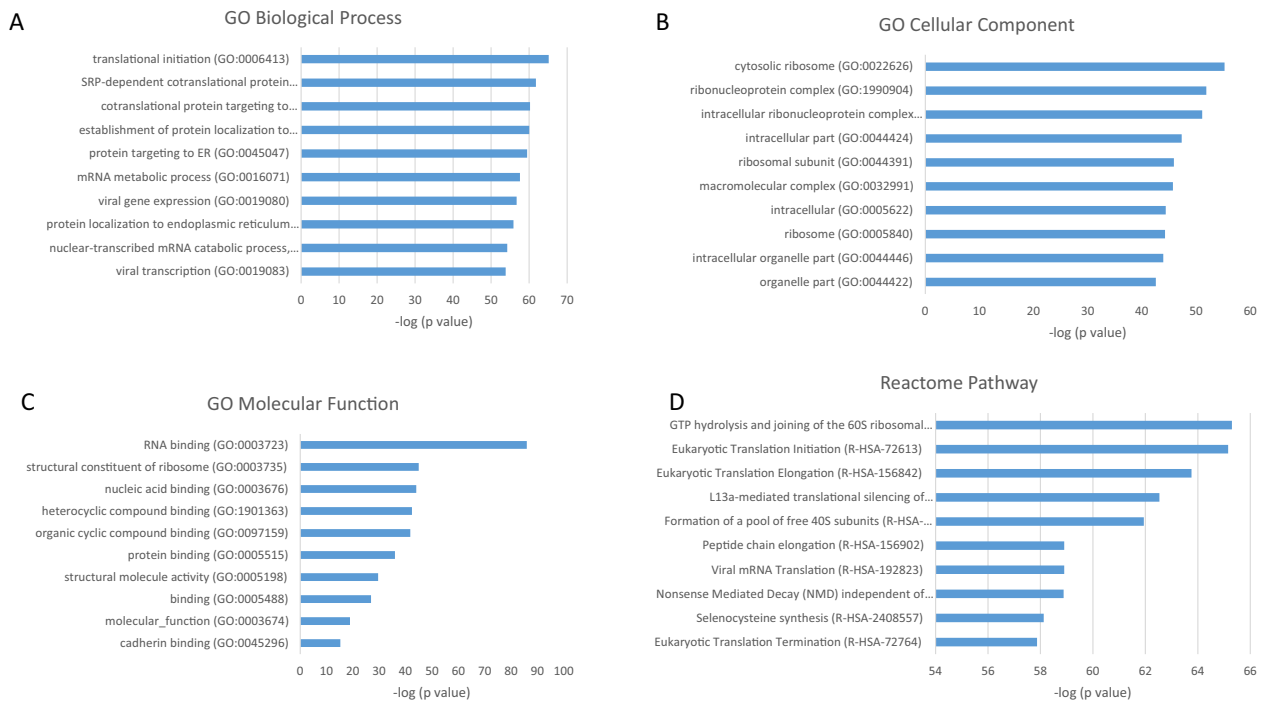 A
GO Biological Process
translational initiation (GO:0006413)
SRP-dependent cotranslational protein...
cotranslational protein targeting to...
establishment of protein localization to...
protein targeting to ER (GO:0045047)
mRNA metabolic process (GO:0016071)
viral gene expression (GO:0019080)
protein localization to endoplasmic reticulum...
nuclear-transcribed mRNA catabolic process,...
viral transcription (GO:0019083)
0 10 20 30 40 50 60 70
-log (p value)
B
GO Cellular Component
cytosolic ribosome (GO:0022626)
ribonucleoprotein complex (GO:1990904)
intracellular ribonucleoprotein complex...
intracellular part (GO:0044424)
ribosomal subunit (GO:0044391)
macromolecular complex (GO:0032991)
intracellular (GO:0005622)
ribosome (GO:0005840)
intracellular organelle part (GO:0044446)
organelle part (GO:0044422)
0 10 20 30 40 50 60
-log (p value)
C
GO Molecular Function
RNA binding (GO:0003723)
structural constituent of ribosome (GO:0003735)
nucleic acid binding (GO:0003676)
heterocyclic compound binding (GO:1901363)
organic cyclic compound binding (GO:0097159)
protein binding (GO:0005515)
structural molecule activity (GO:0005198)
binding (GO:0005488)
molecular_function (GO:0003674)
cadherin binding (GO:0045296)
0 10 20 30 40 50 60 70 80 90 100
-log (p value)
D
Reactome Pathway
GTP hydrolysis and joining of the 60S ribosomal...
Eukaryotic Translation Initiation (R-HSA-72613)
Eukaryotic Translation Elongation (R-HSA-156842)
L13a-mediated translational silencing of...
Formation of a pool of free 40S subunits (R-HSA-...
Peptide chain elongation (R-HSA-156902)
Viral mRNA Translation (R-HSA-192823)
Nonsense Mediated Decay (NMD) independent of...
Selenocysteine synthesis (R-HSA-2408557)
Eukaryotic Translation Termination (R-HSA-72764)
54 56 58 60 62 64 66
-log (p value)